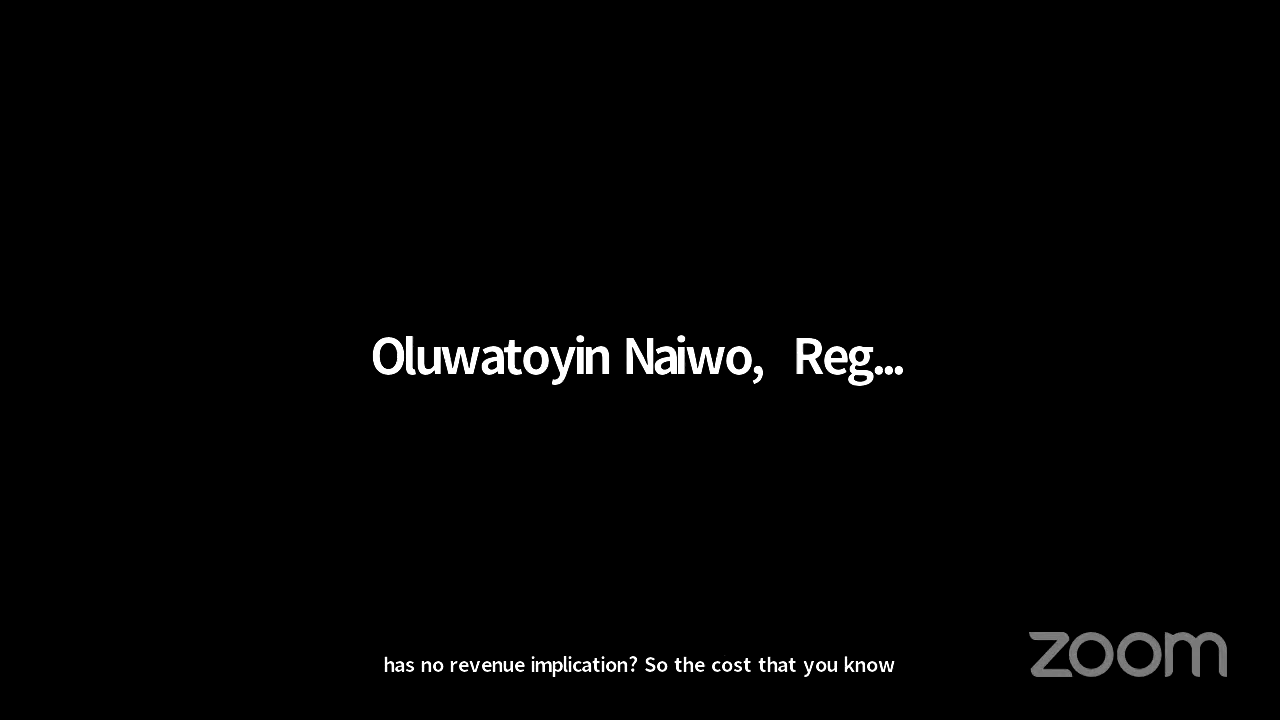 Oluwatoyin Naiwo, Reg...
has no revenue implication? So the cost that you know
zoom